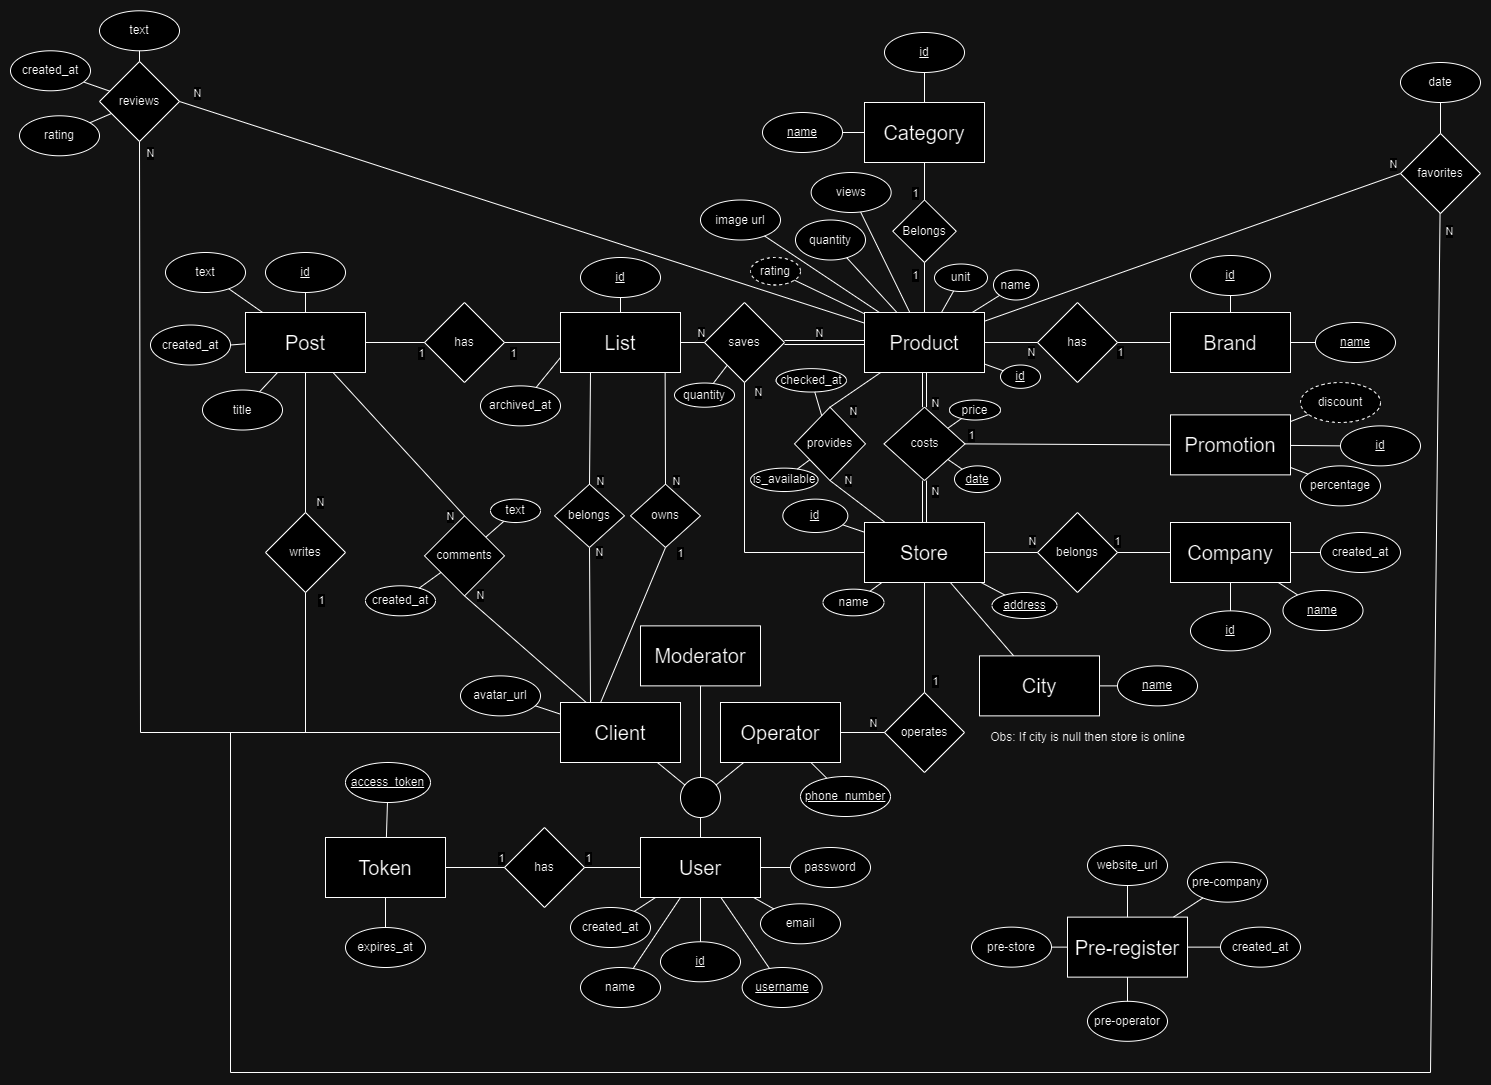 text
created_at
reviews
N
rating
N
id
name
Category
date
N
favorites
N
1
views
image url
quantity
Belongs
rating
1
unit
name
text
id
id
id
created_at
Post
1
has
1
List
N
saves
N
Product
N
has
1
Brand
name
title
archived_at
quantity
N
checked_at
id
N
provides
N
is_available
N
costs
price
1
date
N
Promotion
discount
id
percentage
N
writes
1
N
text
comments
created_at
N
N
belongs
N
N
owns
1
id
Store
name
address
N
belongs
1
Company
created_at
name
id
Moderator
1
City
name
avatar_url
Client
Operator
N
operates
Obs: If city is null then store is online
phone_number
access_token
Token
1
has
1
User
password
expires_at
created_at
email
name
id
username
website_url
pre-company
pre-store
Pre-register
created_at
pre-operator